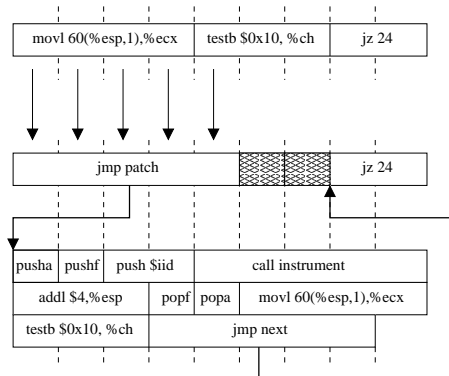 movl 60(%esp,1),%ecx testb $0x10, %ch jz 24
jmp patch jz 24
pusha pushf push $iid call instrument
addl $4,%esp popf popa movl 60(%esp,1),%ecx
testb $0x10, %ch jmp next